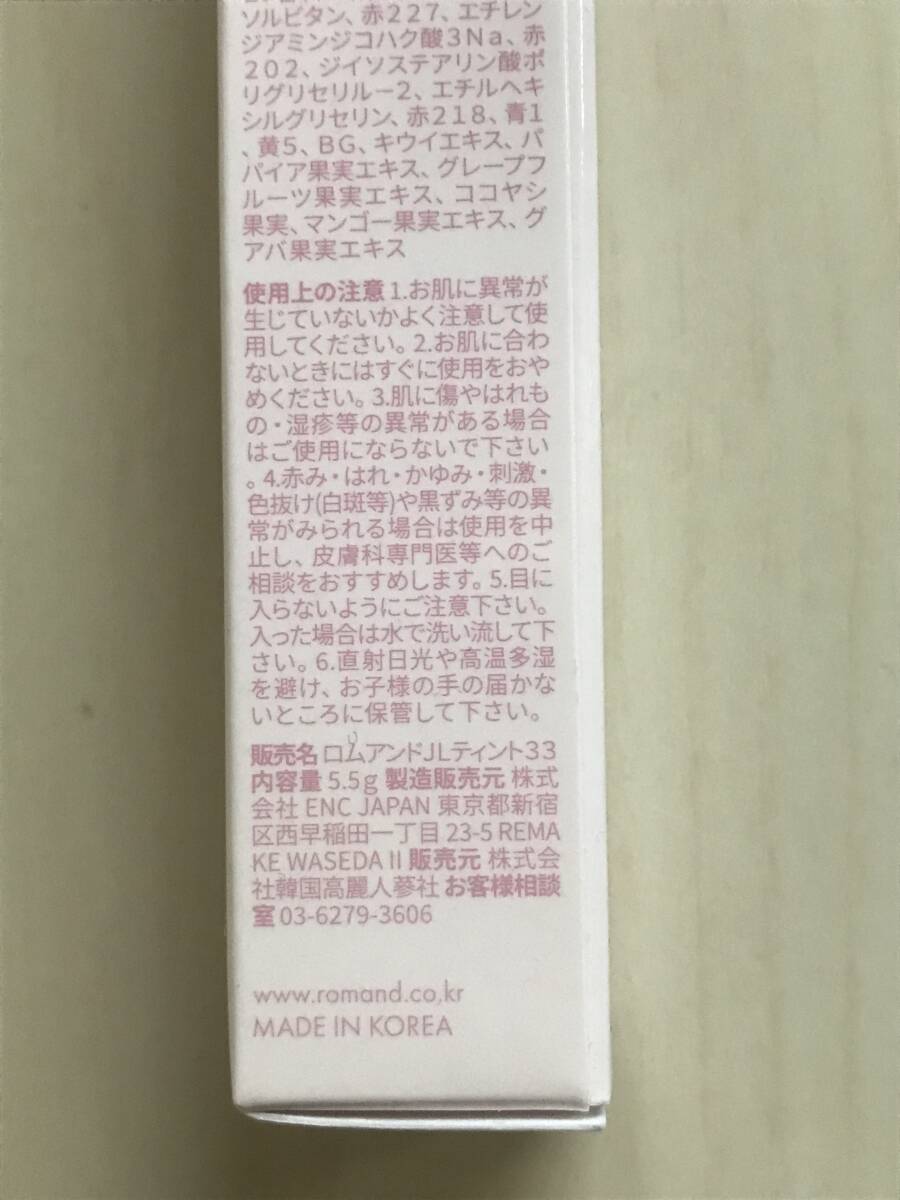 ソルビタン、赤227、エチレン
ジアミンジコハク酸3Na、赤
202、ジイソステアリン酸ポ
リグリセリルー2、エチルヘキ
シルグリセリン、赤218、青1
、黄5、BG、キウイエキス、パ
パイア果実エキス、グレープフ
ルーツ果実エキス、ココヤシ
果実、マンゴー果実エキス、グ
アバ果実エキス
使用上の注意 1.お肌に異常が
生じていないかよく注意して使
用してください。2.お肌に合わ
ないときにはすぐに使用をおや
めください。3.肌に傷やはれも
の・湿疹等の異常がある場合
はご使用にならないで下さい
。4.赤み・はれ・かゆみ・刺激・
色抜け(白斑等)や黒ずみ等の異
常がみられる場合は使用を中
止し、皮膚科専門医等へのご
相談をおすすめします。5.目に
入らないようにご注意下さい。
入った場合は水で洗い流して下
さい。6.直射日光や高温多湿
を避け、お子様の手の届かな
いところに保管して下さい。
販売名 ロムアンドJLティント33
内容量 5.5g 製造販売元 株式
会社 ENC JAPAN 東京都新宿
区西早稲田一丁目 23-5 REMA
KE WASEDA II 販売元 株式会
社韓国高麗人蔘社 お客様相談
室 03-6279-3606
www.romand.co.kr
MADE IN KOREA